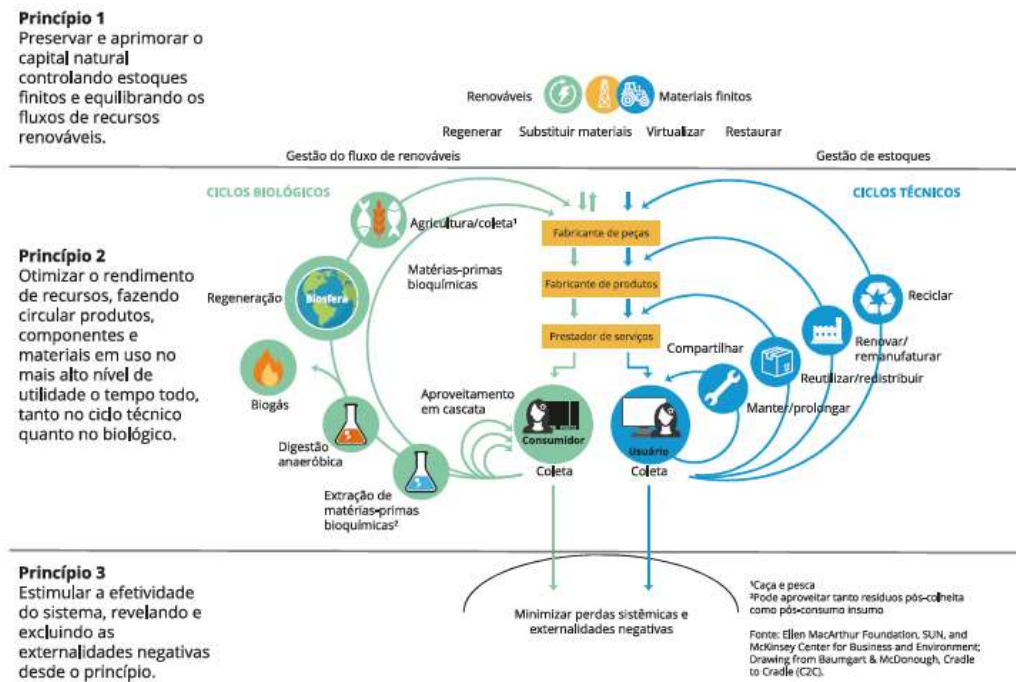 Princípio 1
Preservar e aprimorar o
capital natural
controlando estoques
finitos e equilibrando os
fluxos de recursos
renováveis.
Renováveis
Materiais finitos
Regenerar Substituir materiais Virtualizar Restaurar
Gestão do fluxo de renováveis
Gestão de estoques
CICLOS BIOLÓGICOS
CICLOS TÉCNICOS
Princípio 2
Otimizar o rendimento
de recursos, fazendo
circular produtos,
componentes e
materiais em uso no
mais alto nível de
utilidade o tempo todo,
tanto no ciclo técnico
quanto no biológico.
Agricultura/coleta¹
Matérias-primas
bioquímicas
Regeneração
Biosfera
Biogás
Digestão
anaeróbica
Extração de
matérias-primas
bioquímicas²
Aproveitamento
em cascata
Fabricante de peças
Fabricante de produtos
Prestador de serviços
Consumidor
Coleta
Usuário
Coleta
Compartilhar
Manter/prolongar
Reutilizar/redistribuir
Renovar/
remanufaturar
Reciclar
Princípio 3
Estimular a efetividade
do sistema, revelando e
excluindo as
externalidades negativas
desde o princípio.
Minimizar perdas sistêmicas e
externalidades negativas
¹Caça e pesca
²Pode aproveitar tanto resíduos pós-colheita
como pós-consumo insumo
Fonte: Ellen MacArthur Foundation, SUN, and
McKinsey Center for Business and Environment;
Drawing from Baumgart & McDonough, Cradle
to Cradle (C2C).